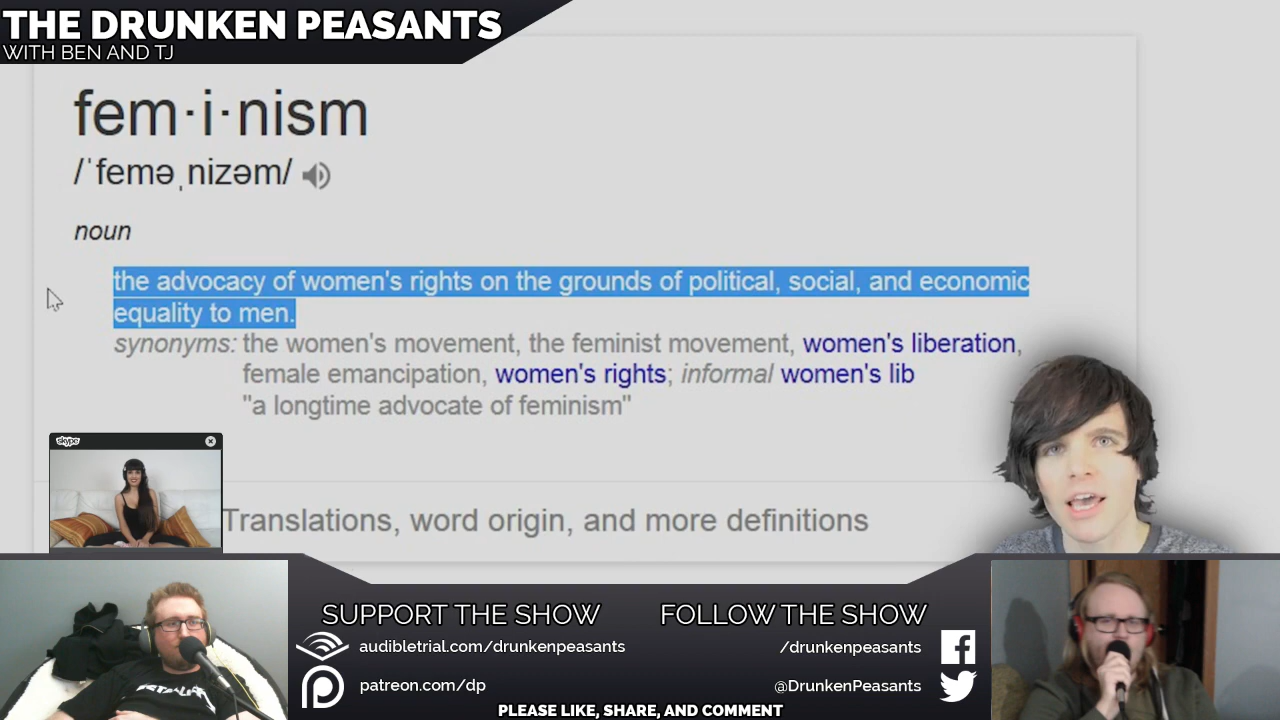 THE DRUNKEN PEASANTS
WITH BEN AND TJ
fem·i·nism
/ˈfeməˌnizəm/
noun
the advocacy of women's rights on the grounds of political, social, and economic
equality to men.
synonyms: the women's movement, the feminist movement, women's liberation,
female emancipation, women's rights; informal women's lib
"a longtime advocate of feminism"
skype
Translations, word origin, and more definitions
SUPPORT THE SHOW
audibletrial.com/drunkenpeasants
patreon.com/dp
FOLLOW THE SHOW
/drunkenpeasants
@DrunkenPeasants
PLEASE LIKE, SHARE, AND COMMENT